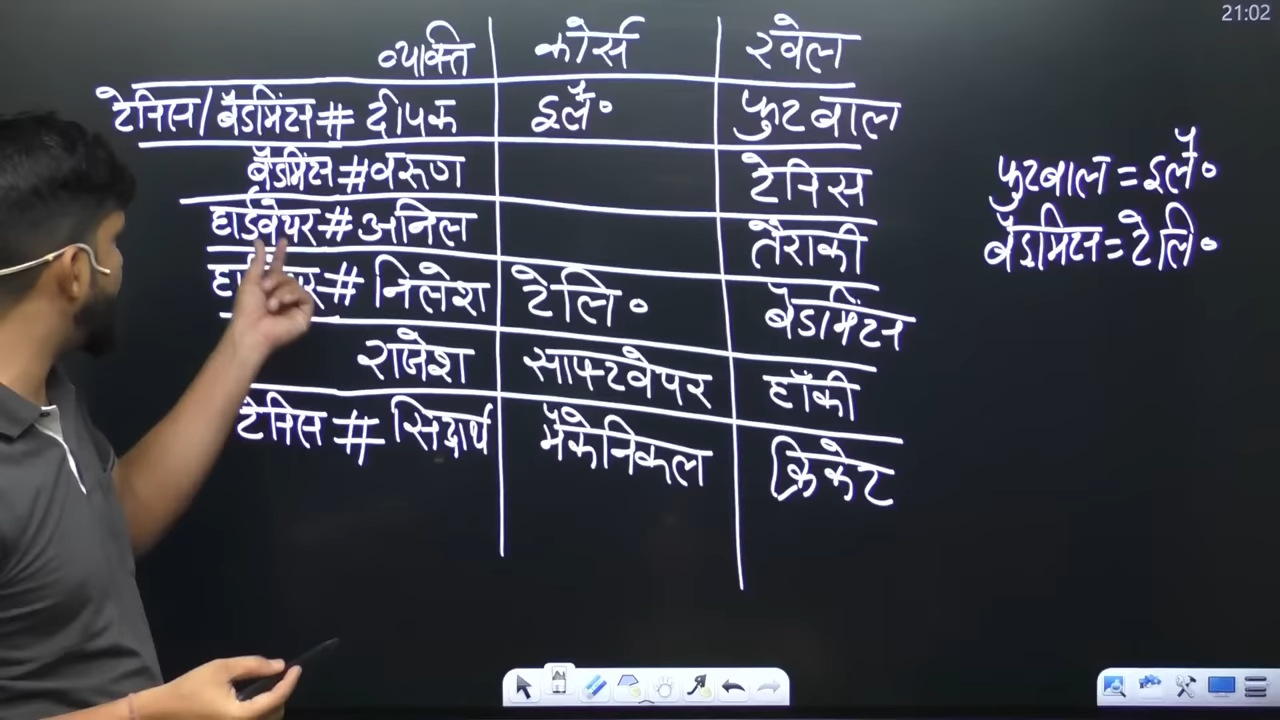 21:02
व्यक्ति कोर्स खेल
टेनिस/बैडमिंटन # दीपक इलै० फुटबाल
बैडमिंटन # वरूण टेनिस
हार्डवेयर # अनिल तैराकी
# निलेश टेलि० बैडमिंटन
राजेश साफ्टवेयर हॉकी
टेनिस # सिद्धार्थ मैकेनिकल क्रिकेट
फुटबाल = इलै०
बैडमिंटन = टेलि०